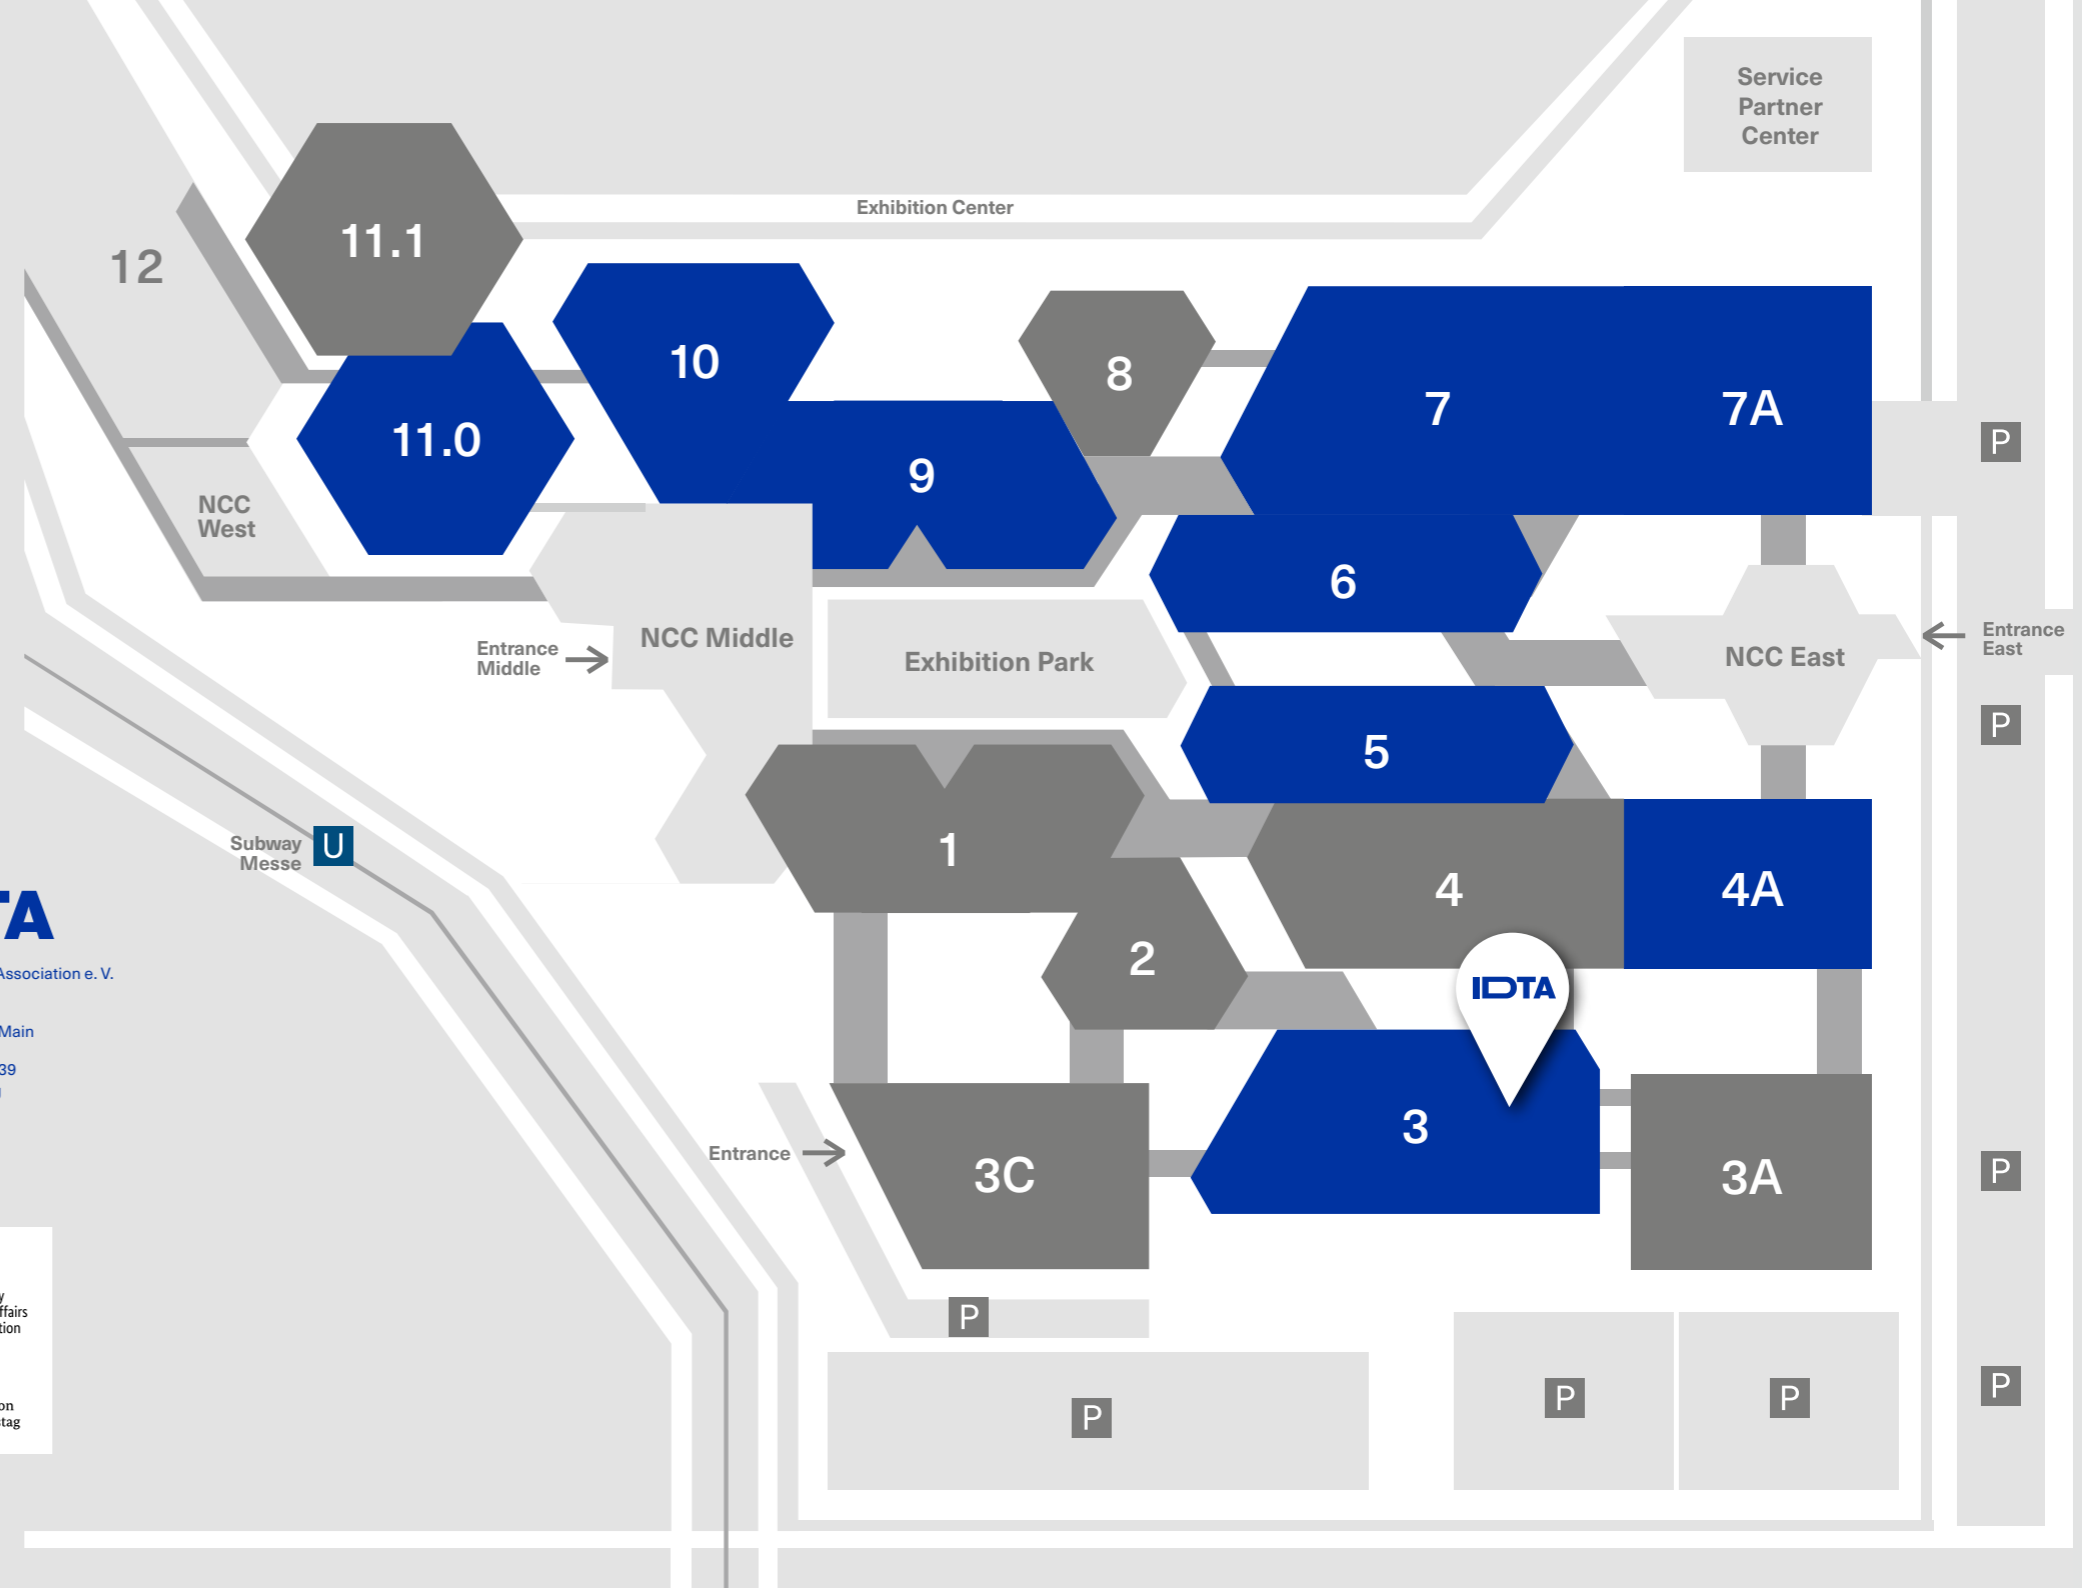 Service
Partner
Center
Exhibition Center
11.1
12
10
8
7
7A
11.0
9
P
NCC
West
6
Entrance
Middle
NCC Middle
Exhibition Park
NCC East
Entrance
East
5
P
1
Subway
Messe
U
4
4A
TA
2
Association e. V.
IDTA
Main
39
3
Entrance
3C
3A
P
y
ffairs
tion
P
P
P
P
on
stag
P